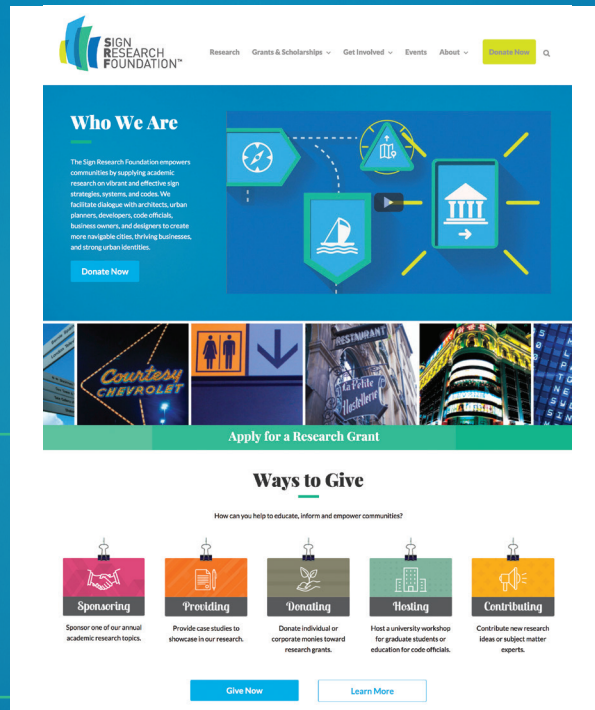 SIGN
RESEARCH
FOUNDATION™
Research Grants & Scholarships Get Involved Events About Donate Now
Who We Are
The Sign Research Foundation empowers
communities by supplying academic
research on vibrant and effective sign
strategies, systems, and codes. We
facilitate dialogue with architects, urban
planners, developers, code officials,
business owners, and designers to create
more navigable cities, thriving businesses,
and strong urban identities.
Donate Now
Courtesy
CHEVROLET
RESTAURANT
La Petite
Hostellerie
Apply for a Research Grant
Ways to Give
How can you help to educate, inform and empower communities?
Sponsoring
Sponsor one of our annual
academic research topics.
Providing
Provide case studies to
showcase in our research.
Donating
Donate individual or
corporate monies toward
research grants.
Hosting
Host a university workshop
for graduate students or
education for code officials.
Contributing
Contribute new research
ideas or subject matter
experts.
Give Now
Learn More